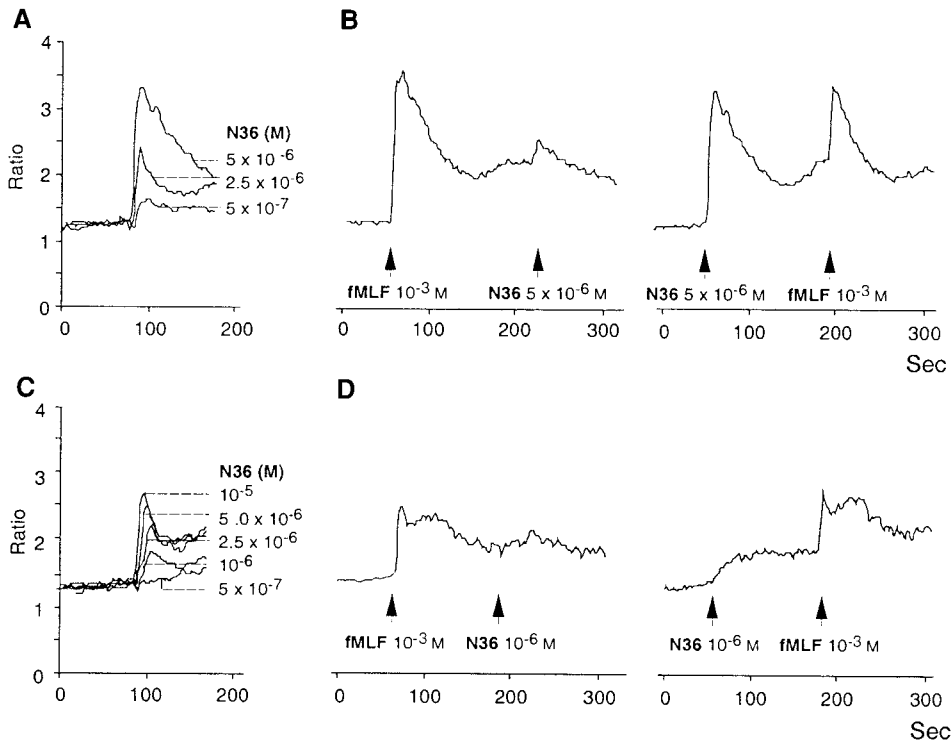 A
B
4
3
2
1
0
Ratio
N36 (M)
5 x 10-6
2.5 x 10-6
5 x 10-7
0 100 200
fMLF 10-3 M
N36 5 x 10-6 M
0 100 200 300
N36 5 x 10-6 M
fMLF 10-3 M
0 100 200 300
Sec
C
D
4
3
2
1
0
Ratio
N36 (M)
10-5
5 .0 x 10-6
2.5 x 10-6
10-6
5 x 10-7
0 100 200
fMLF 10-3 M
N36 10-6 M
0 100 200 300
N36 10-6 M
fMLF 10-3 M
0 100 200 300
Sec